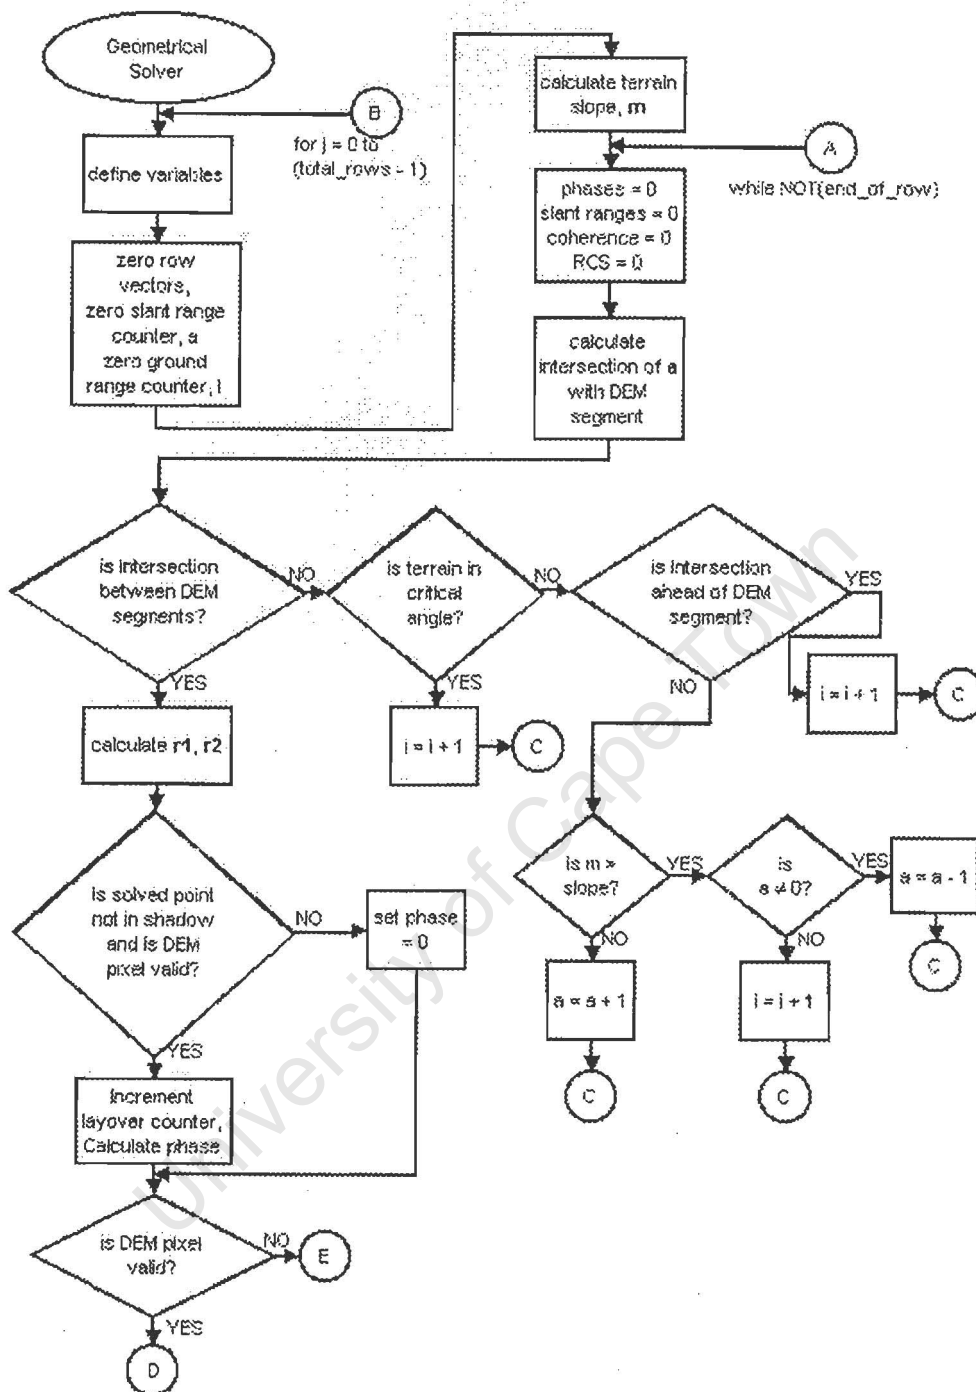 Geometrical
Solver
B
for j = 0 to
(total_rows - 1)
define variables
zero row
vectors,
zero slant range
counter, a
zero ground
range counter, i
calculate terrain
slope, m
A
while NOT(end_of_row)
phases = 0
slant ranges = 0
coherence = 0
RCS = 0
calculate
intersection of a
with DEM
segment
is intersection
between DEM
segments?
NO
is terrain in
critical
angle?
NO
is intersection
ahead of DEM
segment?
YES
YES
YES
NO
calculate r1, r2
i = i + 1
C
i = i + 1
C
is solved point
not in shadow
and is DEM
pixel valid?
NO
set phase
= 0
is m >
slope?
YES
is
a ≠ 0?
YES
a = a - 1
NO
NO
C
a = a + 1
i = i + 1
C
C
YES
Increment
layover counter,
Calculate phase
is DEM pixel
valid?
NO
E
YES
D
University of Cape Town